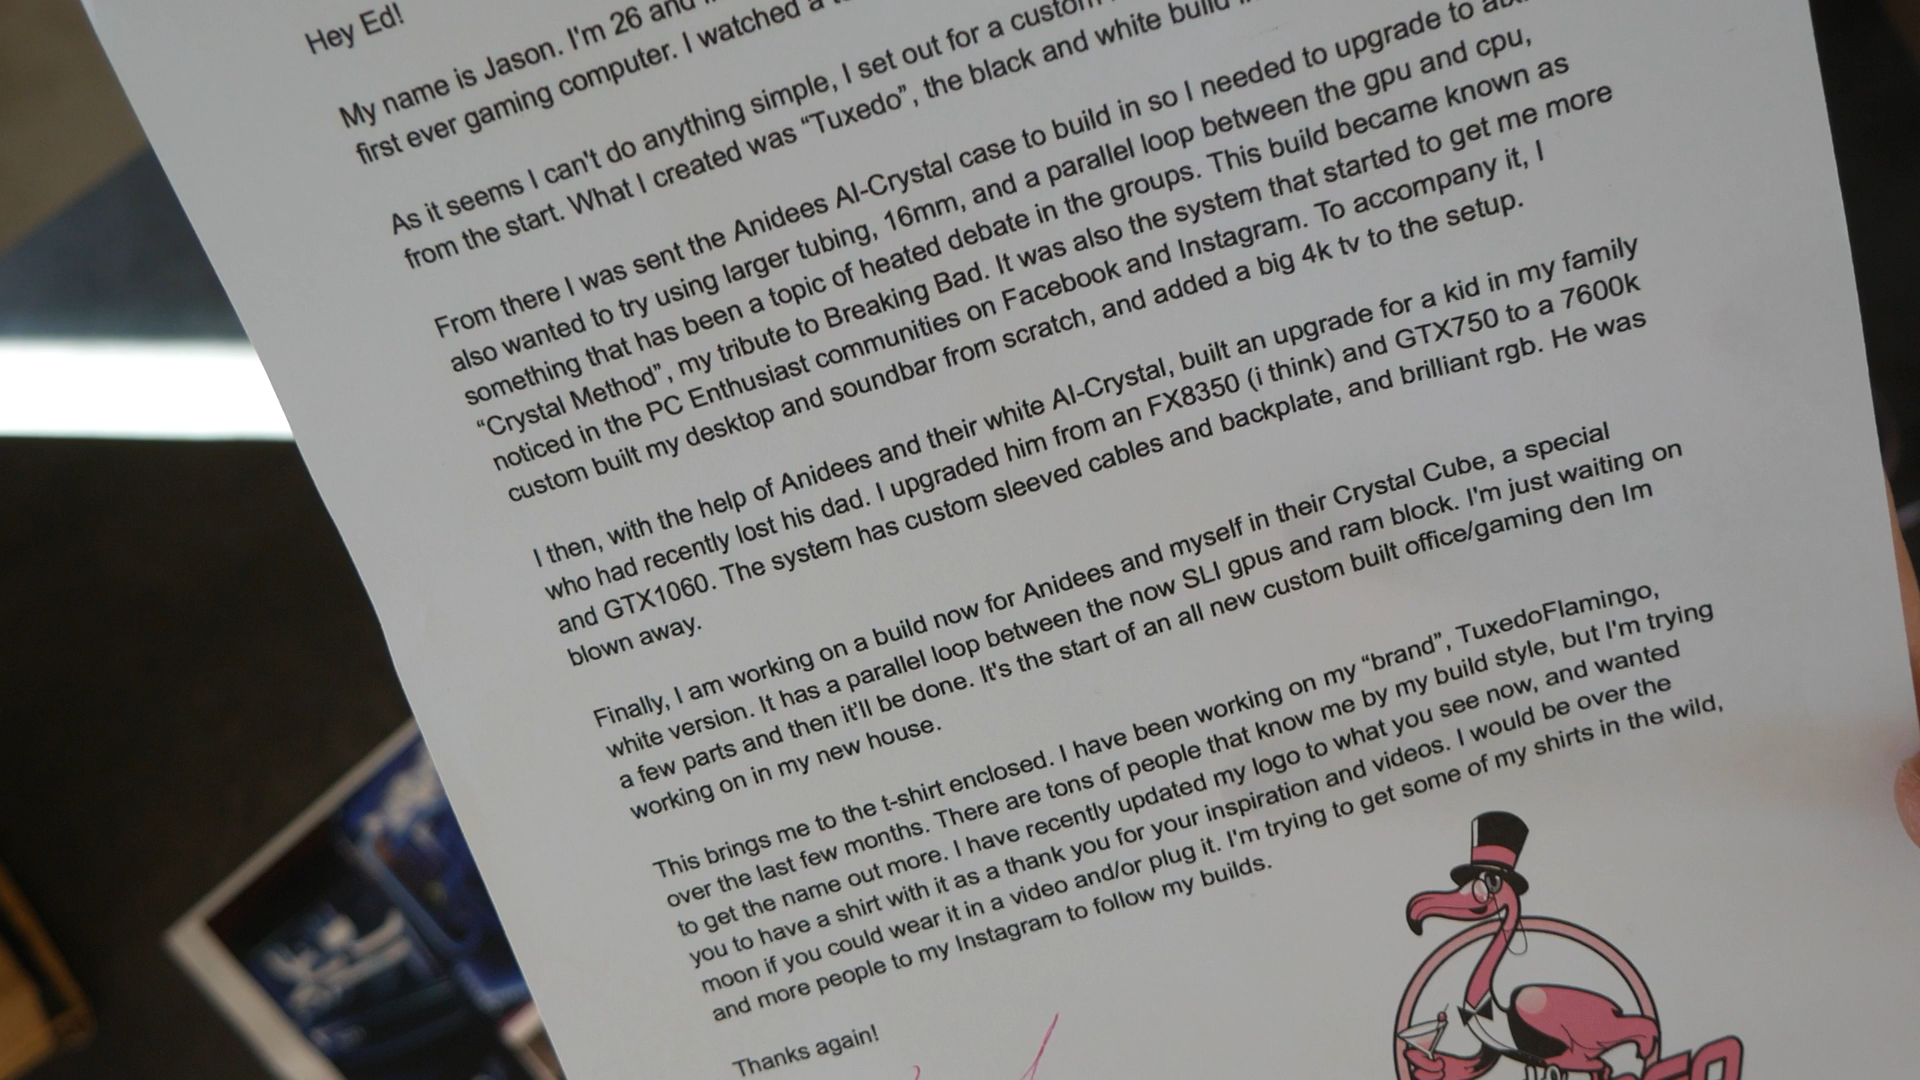 Hey Ed!
My name is Jason. I'm 26 and
first ever gaming computer. I watched a
As it seems I can't do anything simple, I set out for a custom
from the start. What I created was “Tuxedo”, the black and white build
From there I was sent the Anidees AI-Crystal case to build in so I needed to upgrade to
also wanted to try using larger tubing, 16mm, and a parallel loop between the gpu and cpu,
something that has been a topic of heated debate in the groups. This build became known as
“Crystal Method”, my tribute to Breaking Bad. It was also the system that started to get me more
noticed in the PC Enthusiast communities on Facebook and Instagram. To accompany it, I
custom built my desktop and soundbar from scratch, and added a big 4k tv to the setup.
I then, with the help of Anidees and their white AI-Crystal, built an upgrade for a kid in my family
who had recently lost his dad. I upgraded him from an FX8350 (i think) and GTX750 to a 7600k
and GTX1060. The system has custom sleeved cables and backplate, and brilliant rgb. He was
blown away.
Finally, I am working on a build now for Anidees and myself in their Crystal Cube, a special
white version. It has a parallel loop between the now SLI gpus and ram block. I'm just waiting on
a few parts and then it'll be done. It's the start of an all new custom built office/gaming den Im
working on in my new house.
This brings me to the t-shirt enclosed. I have been working on my “brand”, TuxedoFlamingo,
over the last few months. There are tons of people that know me by my build style, but I'm trying
to get the name out more. I have recently updated my logo to what you see now, and wanted
you to have a shirt with it as a thank you for your inspiration and videos. I would be over the
moon if you could wear it in a video and/or plug it. I'm trying to get some of my shirts in the wild,
and more people to my Instagram to follow my builds.
Thanks again!